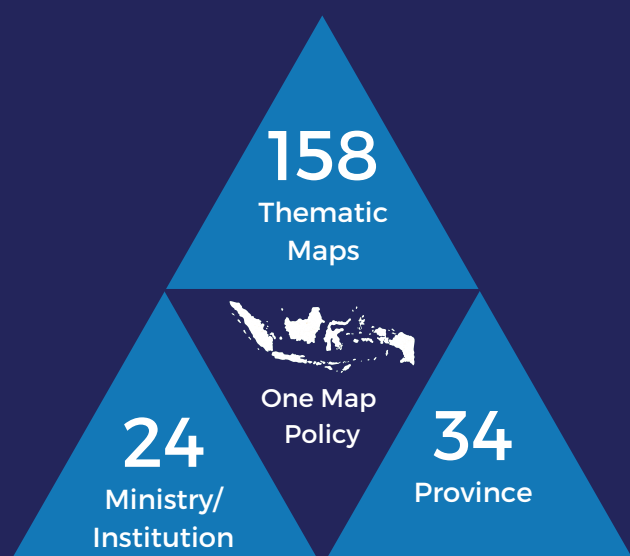 158
Thematic
Maps
One Map
Policy
24
Ministry/
Institution
34
Province